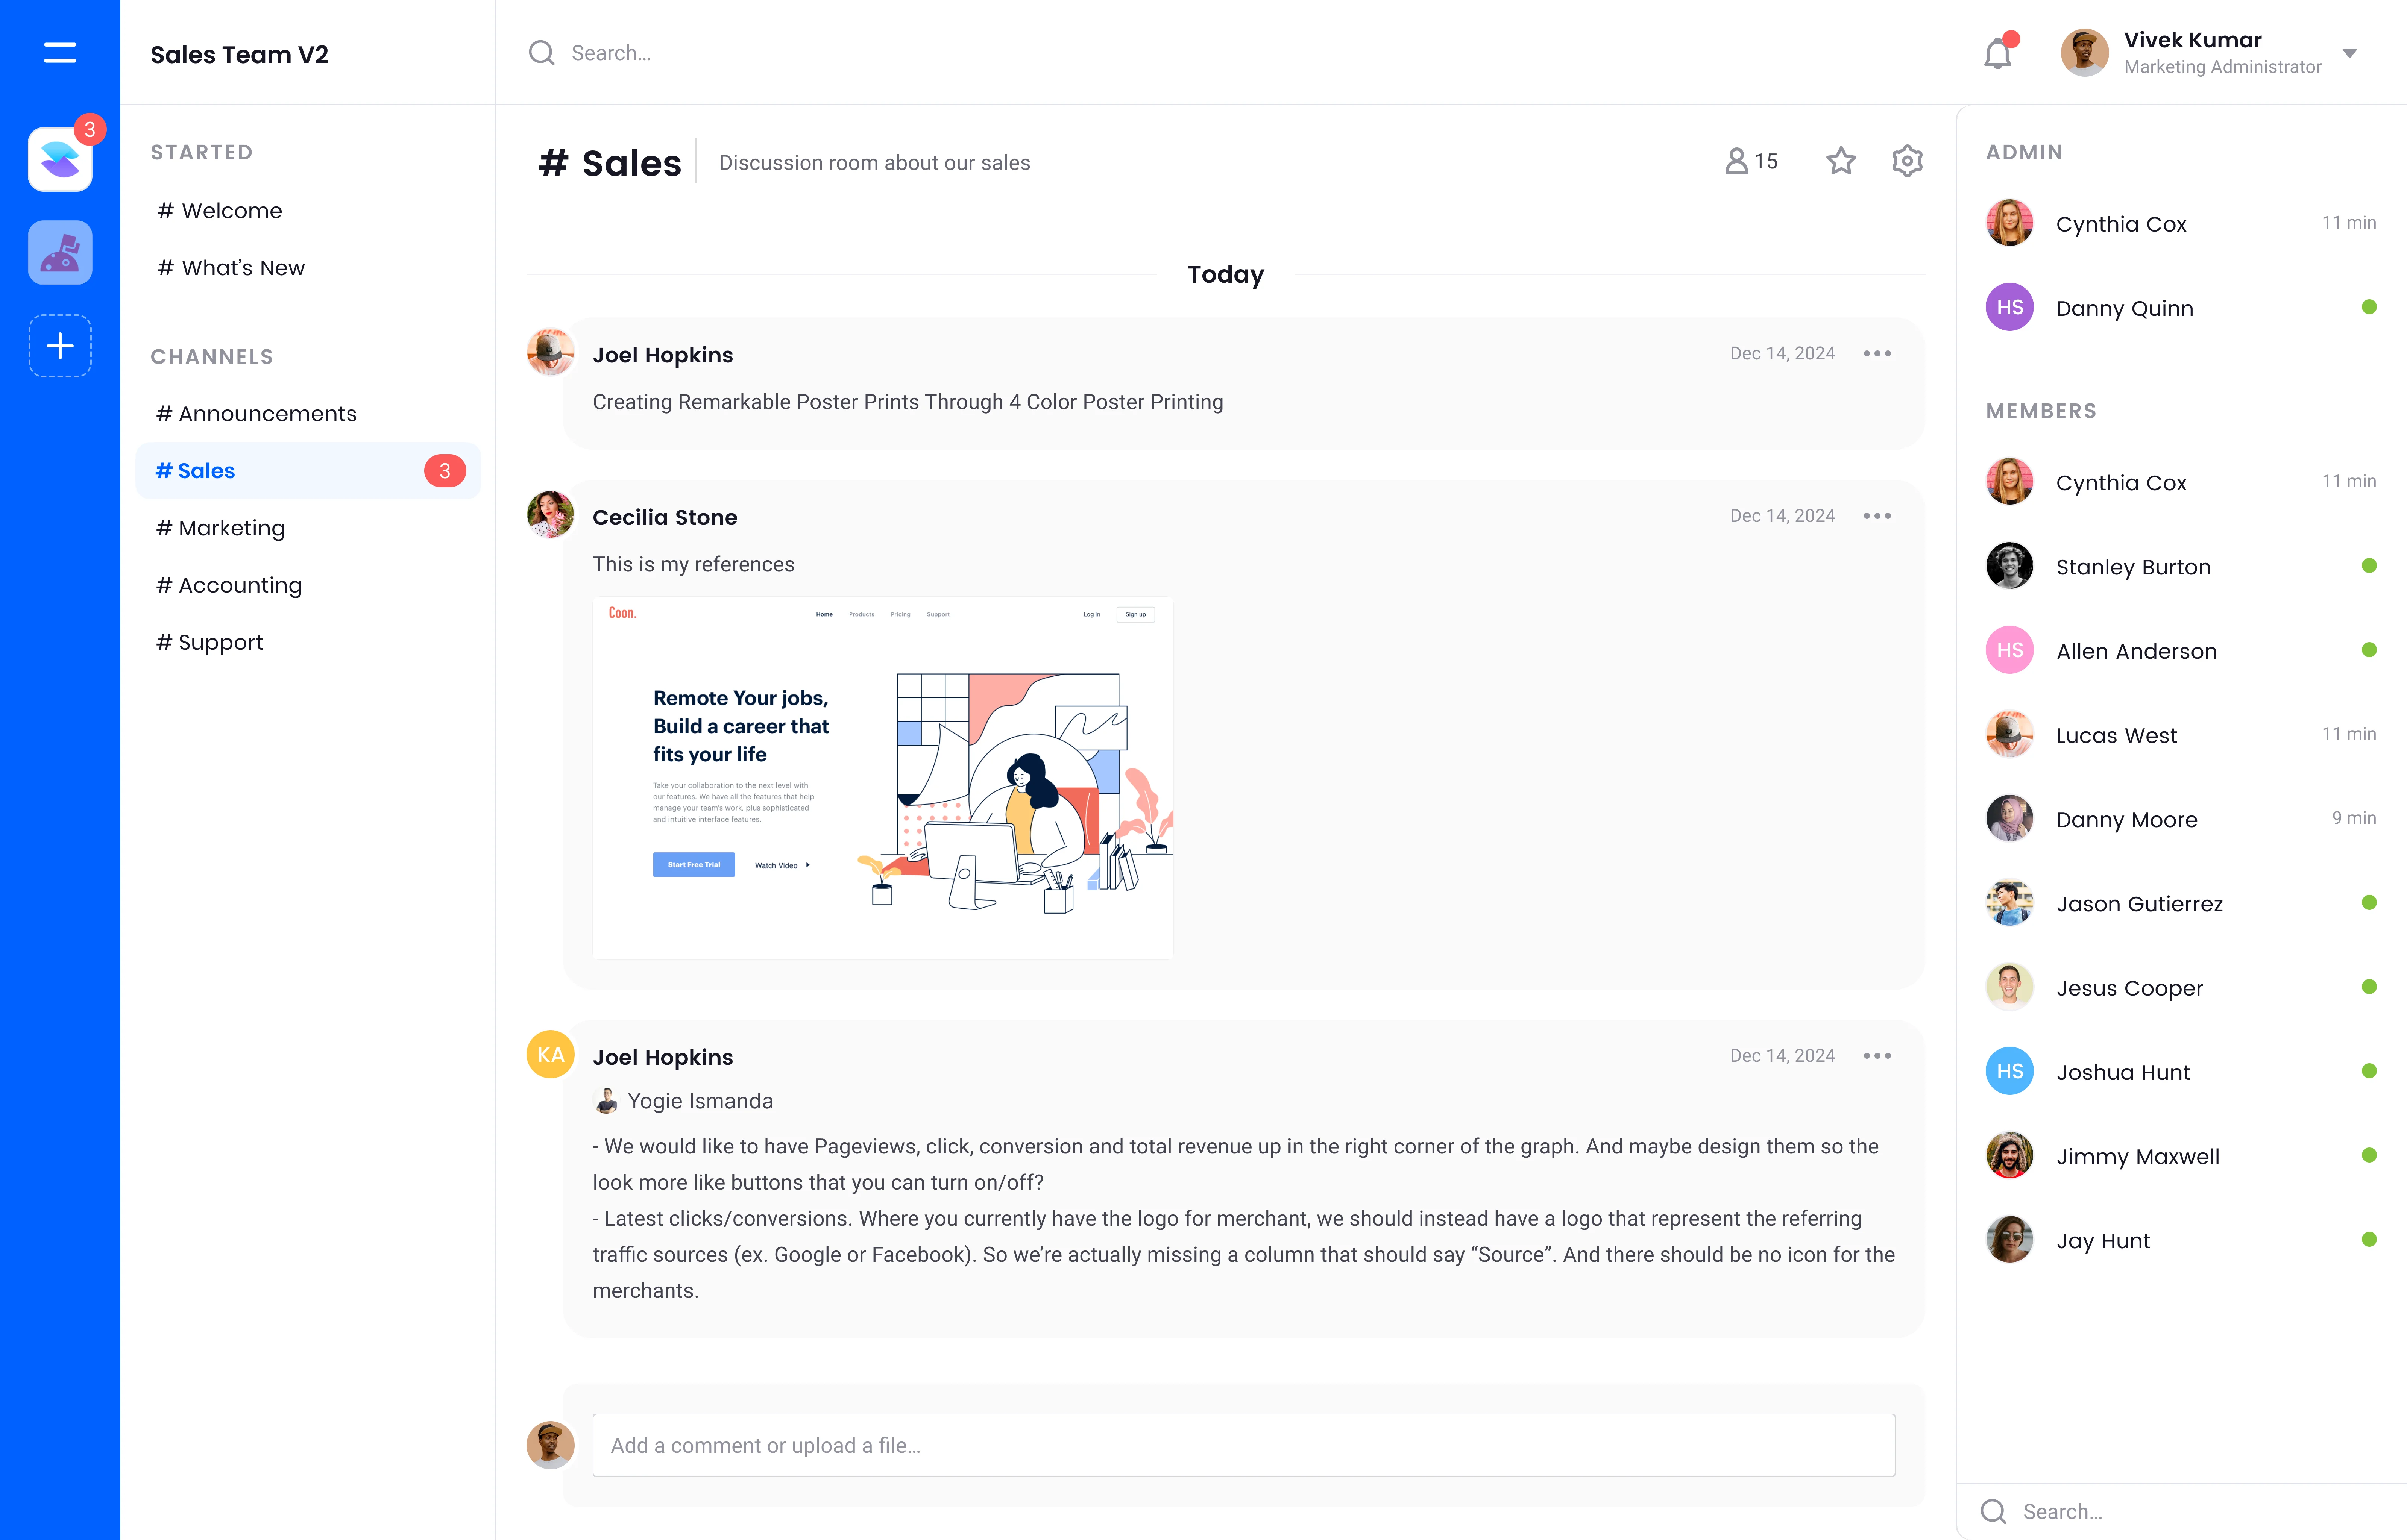 Sales Team V2
Search...
Vivek Kumar
Marketing Administrator
3
STARTED
# Welcome
# What’s New
CHANNELS
# Announcements
# Sales
3
# Marketing
# Accounting
# Support
# Sales
Discussion room about our sales
15
Today
Joel Hopkins
Dec 14, 2024
Creating Remarkable Poster Prints Through 4 Color Poster Printing
Cecilia Stone
Dec 14, 2024
This is my references
Coon.
Home
Products
Pricing
Support
Log In
Sign up
Remote Your jobs,
Build a career that
fits your life
Take your collaboration to the next level with
our features. We have all the features that help
manage your team's work, plus sophisticated
and intuitive interface features.
Start Free Trial
Watch Video
KA
Joel Hopkins
Dec 14, 2024
Yogie Ismanda
- We would like to have Pageviews, click, conversion and total revenue up in the right corner of the graph. And maybe design them so the
look more like buttons that you can turn on/off?
- Latest clicks/conversions. Where you currently have the logo for merchant, we should instead have a logo that represent the referring
traffic sources (ex. Google or Facebook). So we’re actually missing a column that should say “Source”. And there should be no icon for the
merchants.
Add a comment or upload a file...
ADMIN
Cynthia Cox
11 min
HS
Danny Quinn
MEMBERS
Cynthia Cox
11 min
Stanley Burton
HS
Allen Anderson
Lucas West
11 min
Danny Moore
9 min
Jason Gutierrez
Jesus Cooper
HS
Joshua Hunt
Jimmy Maxwell
Jay Hunt
Search...